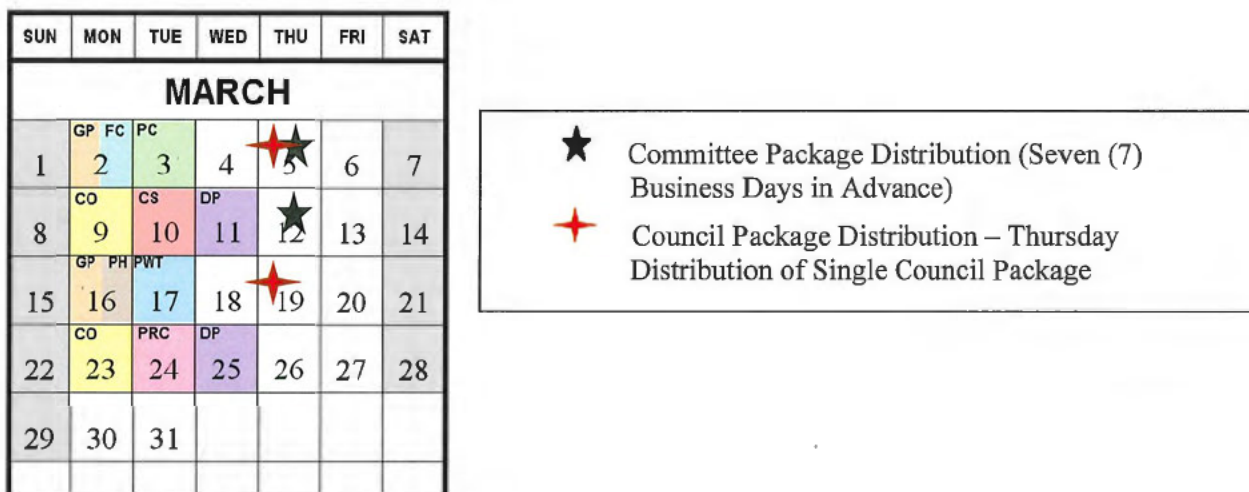 SUN MON TUE WED THU FRI SAT
MARCH
GP FC PC
1 2 3 4 5 6 7
CO CS DP
8 9 10 11 12 13 14
GP PH PWT
15 16 17 18 19 20 21
CO PRC DP
22 23 24 25 26 27 28
29 30 31
Committee Package Distribution (Seven (7)
Business Days in Advance)
Council Package Distribution – Thursday
Distribution of Single Council Package